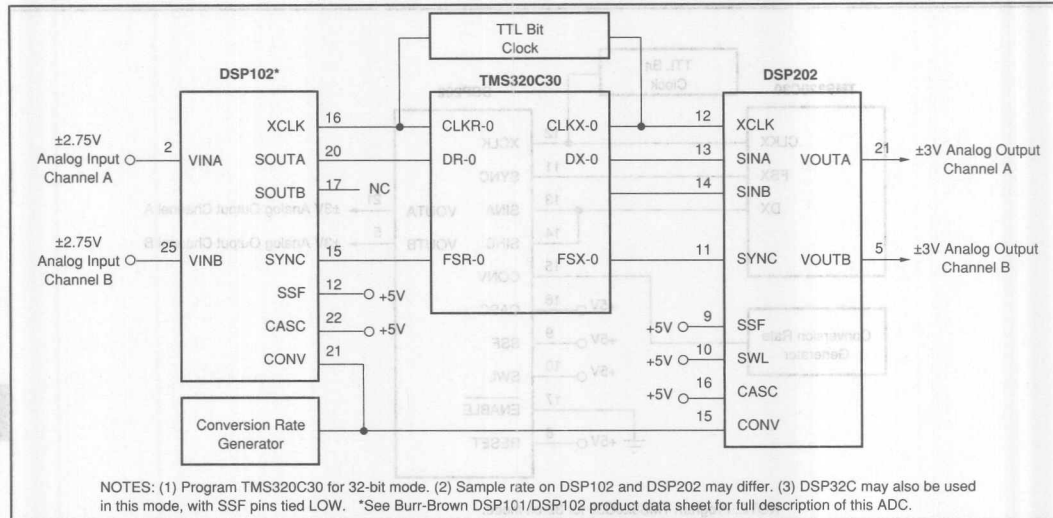 TTL Bit
Clock
DSP102*
TMS320C30
DSP202
XCLK
16
CLKR-0
CLKX-0
12
XCLK
±2.75V
Analog Input
Channel A
2
VINA
SOUTA
20
DR-0
DX-0
13
SINA
VOUTA
21
±3V Analog Output
Channel A
SOUTB
17
NC
14
SINB
±2.75V
Analog Input
Channel B
25
VINB
SYNC
15
FSR-0
FSX-0
11
SYNC
VOUTB
5
±3V Analog Output
Channel B
SSF
12
+5V
CASC
22
+5V
CONV
21
+5V
9
SSF
+5V
10
SWL
+5V
16
CASC
15
CONV
Conversion Rate
Generator
NOTES: (1) Program TMS320C30 for 32-bit mode. (2) Sample rate on DSP102 and DSP202 may differ. (3) DSP32C may also be used
in this mode, with SSF pins tied LOW. *See Burr-Brown DSP101/DSP102 product data sheet for full description of this ADC.